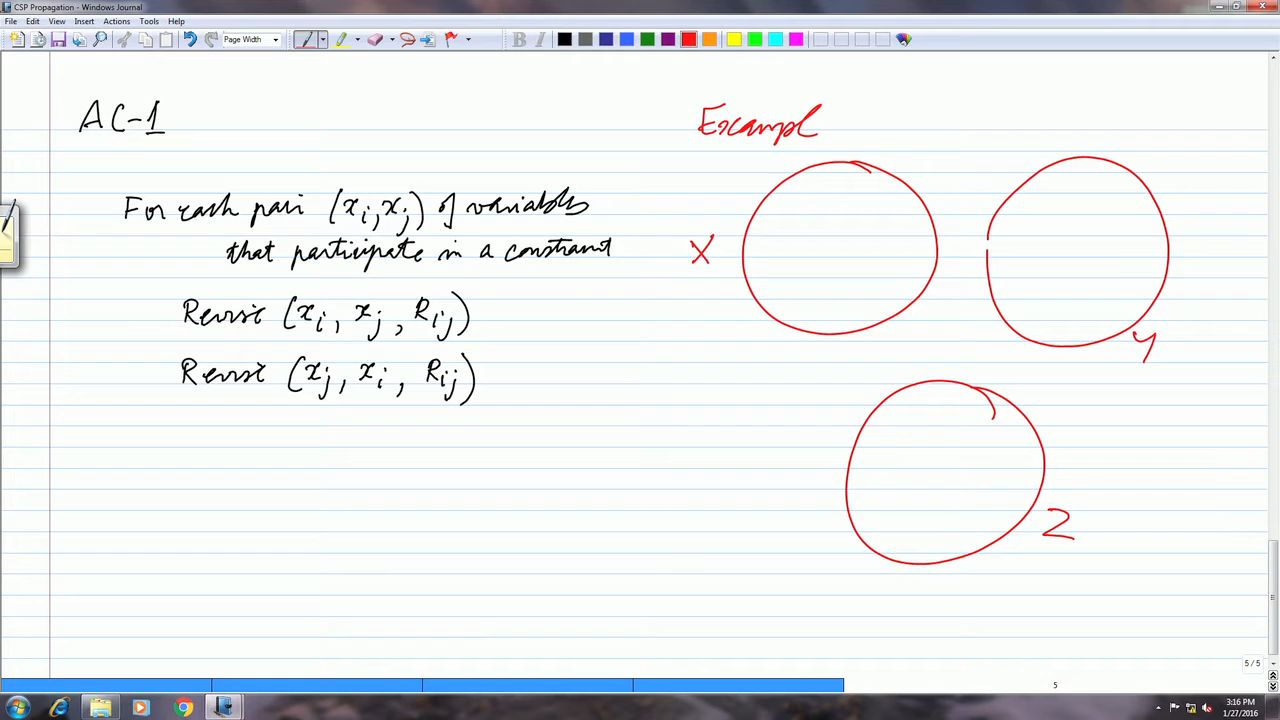 CSP Propagation - Windows Journal
File Edit View Insert Actions Tools Help
Page Width
B I
AC-1
For each pair (xi, xj) of variables
that participate in a constraint
Revise (xi, xj, Rij)
Revise (xj, xi, Rij)
Exampl
X
Y
Z
5 / 5
5
3:16 PM
1/27/2016